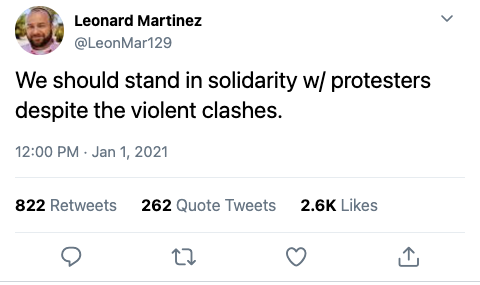 Leonard Martinez
@LeonMar129
We should stand in solidarity w/ protesters
despite the violent clashes.
12:00 PM · Jan 1, 2021
822 Retweets 262 Quote Tweets 2.6K Likes